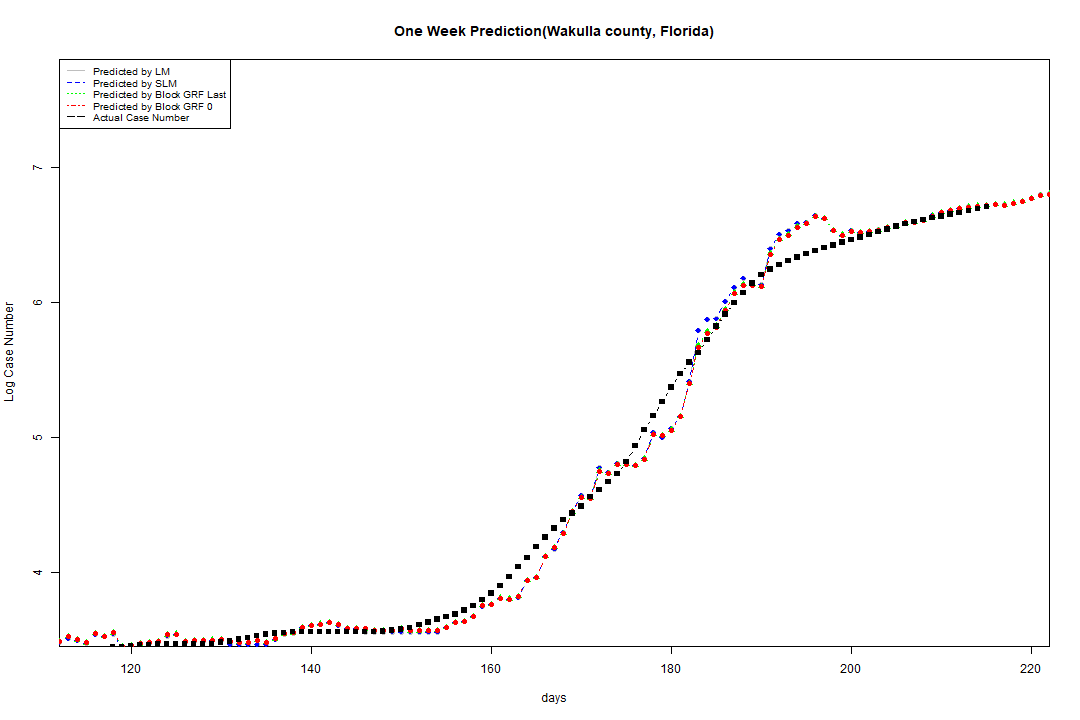 One Week Prediction(Wakulla county, Florida)
Predicted by LM
Predicted by SLM
Predicted by Block GRF Last
Predicted by Block GRF 0
Actual Case Number
7
6
5
4
Log Case Number
120 140 160 180 200 220
days